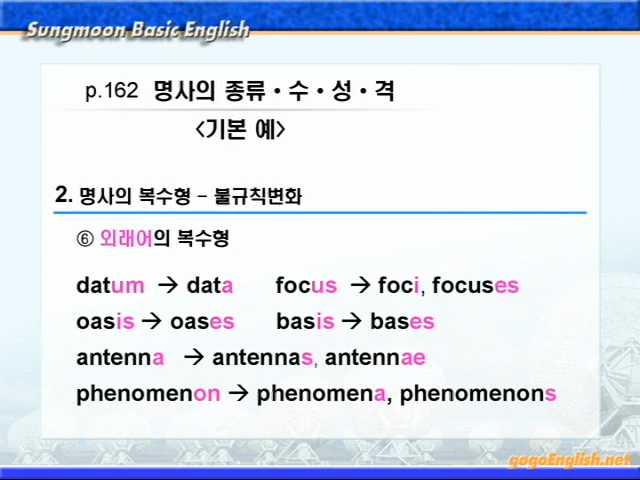 Sungmoon Basic English
p.162 명사의 종류 • 수 • 성 • 격
<기본 예>
2. 명사의 복수형 – 불규칙변화
⑥ 외래어의 복수형
datum → data focus → foci, focuses
oasis → oases basis → bases
antenna → antennas, antennae
phenomenon → phenomena, phenomenons
gogoEnglish.net